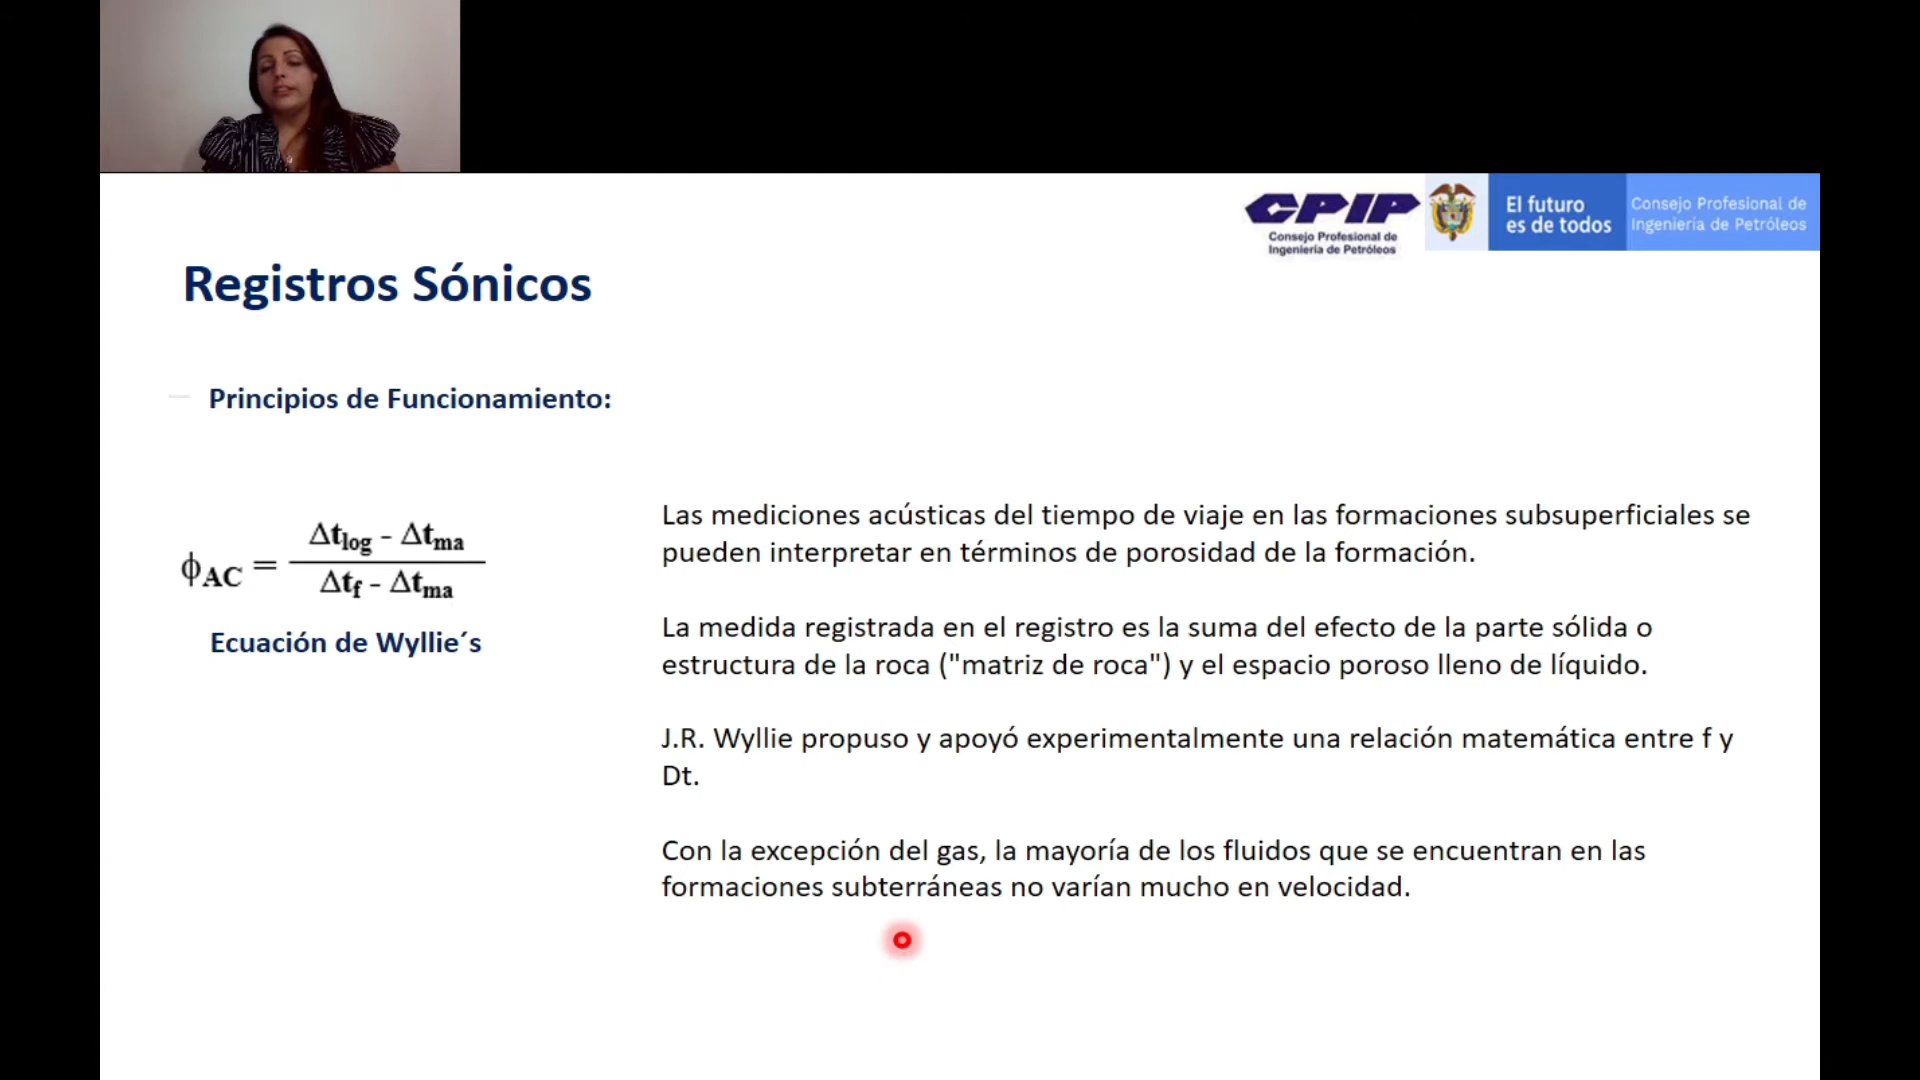 CPIP
Consejo Profesional de
Ingeniería de Petróleos
El futuro
es de todos
Consejo Profesional de
Ingeniería de Petróleos
Registros Sónicos
Principios de Funcionamiento:
ϕAC = (Δtlog - Δtma) / (Δtf - Δtma)
Ecuación de Wyllie´s
Las mediciones acústicas del tiempo de viaje en las formaciones subsuperficiales se
pueden interpretar en términos de porosidad de la formación.
La medida registrada en el registro es la suma del efecto de la parte sólida o
estructura de la roca ("matriz de roca") y el espacio poroso lleno de líquido.
J.R. Wyllie propuso y apoyó experimentalmente una relación matemática entre f y
Dt.
Con la excepción del gas, la mayoría de los fluidos que se encuentran en las
formaciones subterráneas no varían mucho en velocidad.